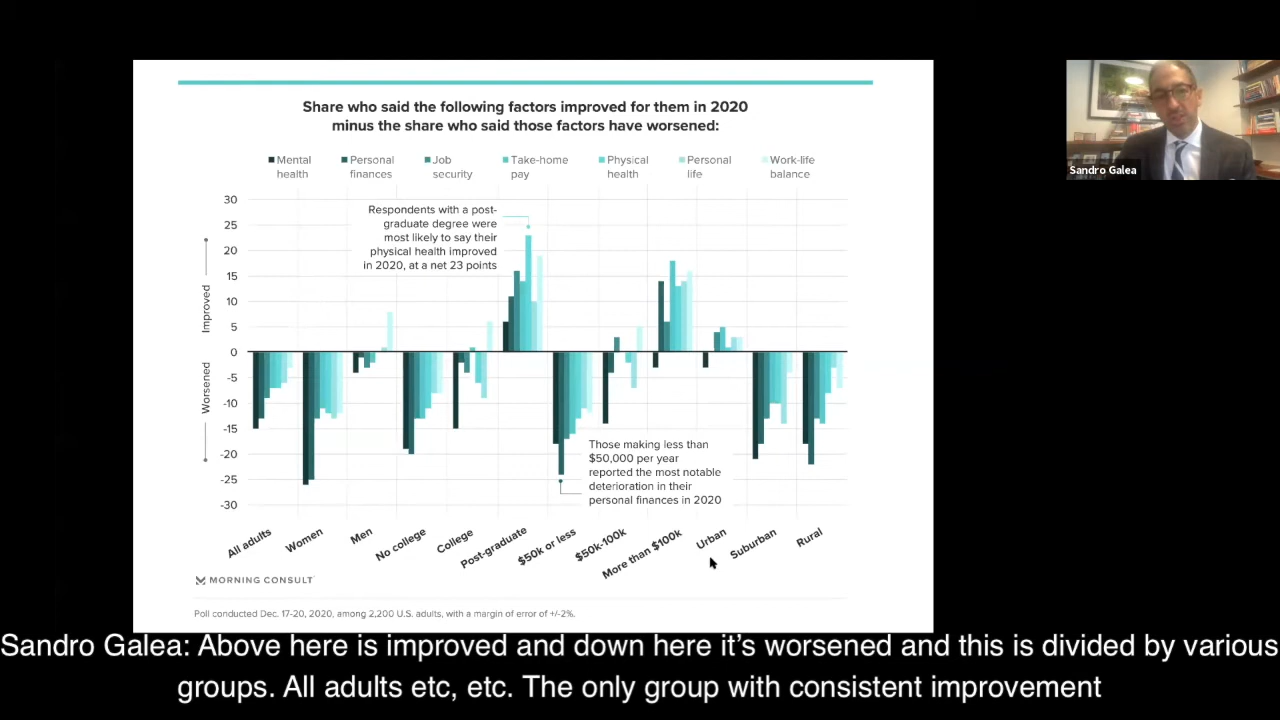 Share who said the following factors improved for them in 2020
minus the share who said those factors have worsened:
Mental health
Personal finances
Job security
Take-home pay
Physical health
Personal life
Work-life balance
30
25
20
15
10
5
0
-5
-10
-15
-20
-25
-30
Improved
Worsened
Respondents with a post-
graduate degree were
most likely to say their
physical health improved
in 2020, at a net 23 points
Those making less than
$50,000 per year
reported the most notable
deterioration in their
personal finances in 2020
All adults
Women
Men
No college
College
Post-graduate
$50k or less
$50k-100k
More than $100k
Urban
Suburban
Rural
MORNING CONSULT
Poll conducted Dec. 17-20, 2020, among 2,200 U.S. adults, with a margin of error of +/-2%.
Sandro Galea
Sandro Galea: Above here is improved and down here it's worsened and this is divided by various
groups. All adults etc, etc. The only group with consistent improvement